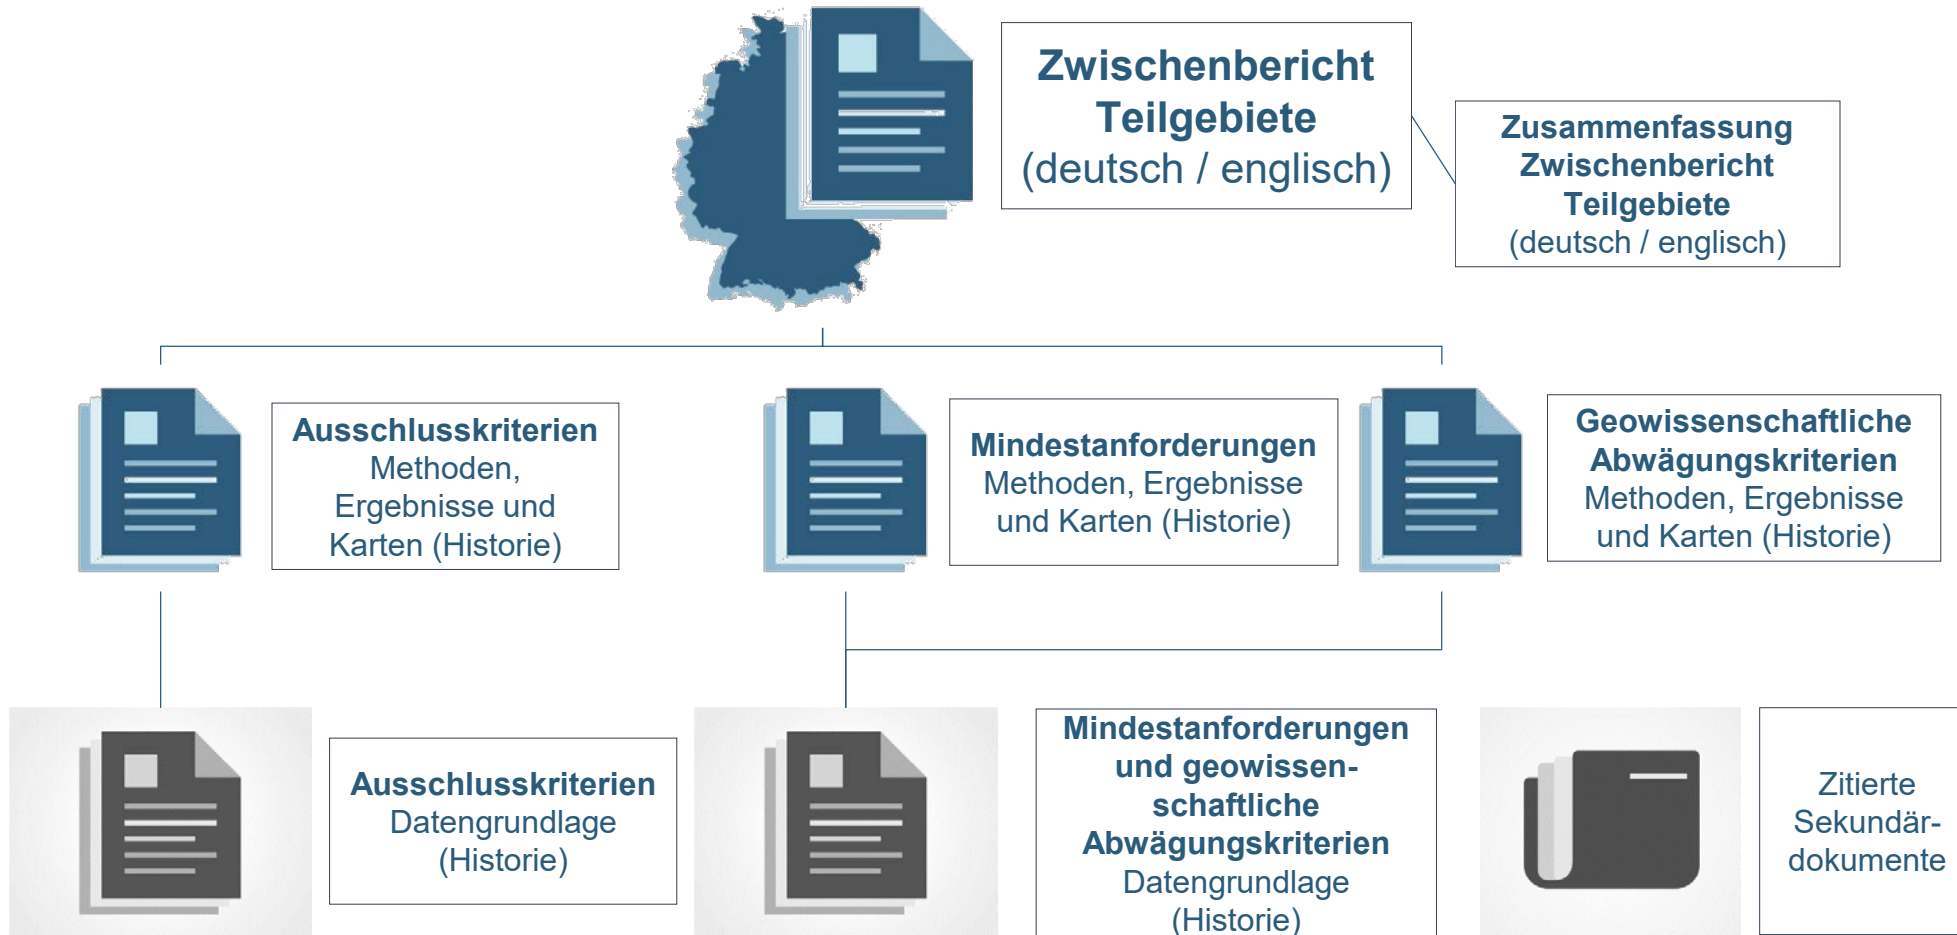 Zwischenbericht
Teilgebiete
(deutsch / englisch)
Zusammenfassung
Zwischenbericht
Teilgebiete
(deutsch / englisch)
Ausschlusskriterien
Methoden,
Ergebnisse und
Karten (Historie)
Mindestanforderungen
Methoden, Ergebnisse
und Karten (Historie)
Geowissenschaftliche
Abwägungskriterien
Methoden, Ergebnisse
und Karten (Historie)
Ausschlusskriterien
Datengrundlage
(Historie)
Mindestanforderungen
und geowissen-
schaftliche
Abwägungskriterien
Datengrundlage
(Historie)
Zitierte
Sekundär-
dokumente